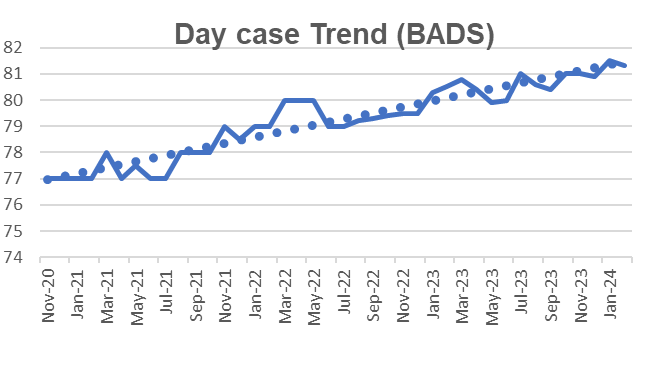 Day case Trend (BADS)
82
81
80
79
78
77
76
75
74
Nov-20
Jan-21
Mar-21
May-21
Jul-21
Sep-21
Nov-21
Jan-22
Mar-22
May-22
Jul-22
Sep-22
Nov-22
Jan-23
Mar-23
May-23
Jul-23
Sep-23
Nov-23
Jan-24